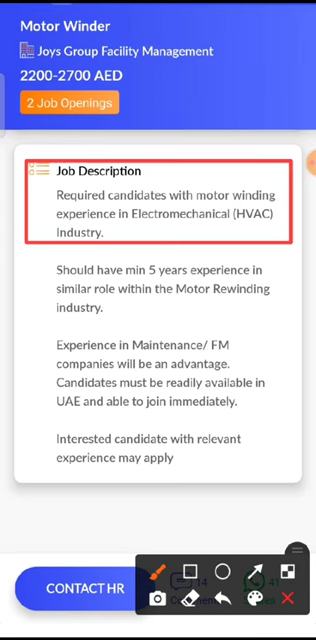 Motor Winder
Joys Group Facility Management
2200-2700 AED
2 Job Openings
Job Description
Required candidates with motor winding
experience in Electromechanical (HVAC)
Industry.
Should have min 5 years experience in
similar role within the Motor Rewinding
industry.
Experience in Maintenance/ FM
companies will be an advantage.
Candidates must be readily available in
UAE and able to join immediately.
Interested candidate with relevant
experience may apply
CONTACT HR
14
41